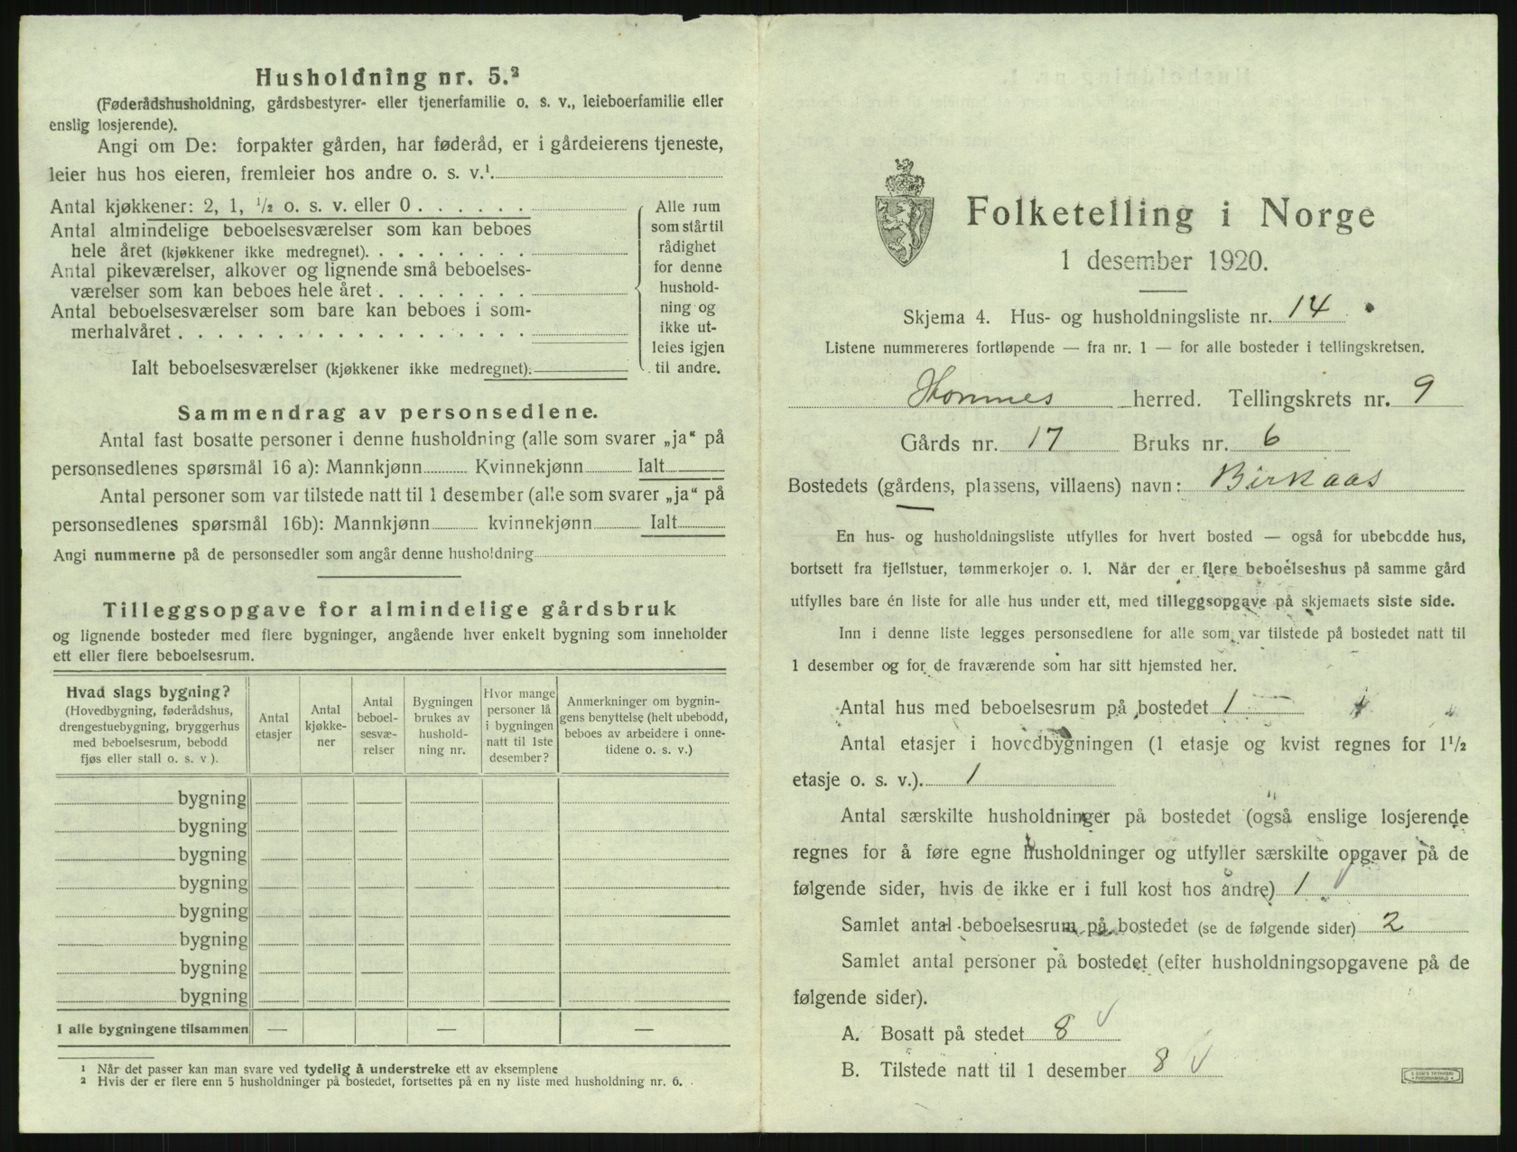 Husholdning nr. 5.²
(Føderådshusholdning, gårdsbestyrer- eller tjenerfamilie o. s. v., leieboerfamilie eller
enslig losjerende).
Angi om De: forpakter gården, har føderåd, er i gårdeierens tjeneste,
leier hus hos eieren, fremleier hos andre o. s. v.¹
Antal kjøkkener: 2, 1, ½ o. s. v. eller 0 . . . . . .
Antal almindelige beboelsesværelser som kan beboes
hele året (kjøkkener ikke medregnet). . . . . . . . .
Antal pikeværelser, alkover og lignende små beboelses-
værelser som kan beboes hele året . . . . . . . .
Antal beboelsesværelser som bare kan beboes i som-
merhalvåret . . . . . . . . . . . . . . . . . .
Ialt beboelsesværelser (kjøkkener ikke medregnet).
Alle rum
som står til
rådighet
for denne
hushold-
ning og
ikke ut-
leies igjen
til andre.
Sammendrag av personsedlene.
Antal fast bosatte personer i denne husholdning (alle som svarer „ja" på
personsedlenes spørsmål 16 a): Mannkjønn Kvinnekjønn Ialt
Antal personer som var tilstede natt til 1 desember (alle som svarer „ja" på
personsedlenes spørsmål 16b): Mannkjønn kvinnekjønn Ialt
Angi nummerne på de personsedler som angår denne husholdning
Tilleggsopgave for almindelige gårdsbruk
og lignende bosteder med flere bygninger, angående hver enkelt bygning som inneholder
ett eller flere beboelsesrum.
Hvad slags bygning?
(Hovedbygning, føderådshus,
drengestuebygning, bryggerhus
med beboelsesrum, bebodd
fjøs eller stall o. s. v ).
Antal
etasjer
Antal
kjøkke-
ner
Antal
beboel-
sesvæ-
relser
Bygningen
brukes av
hushold-
ning nr.
Hvor mange
personer lå
i bygningen
natt til 1ste
desember?
Anmerkninger om bygnin-
gens benyttelse (helt ubebodd,
beboes av arbeidere i onne-
tidene o. s. v.)
bygning
bygning
bygning
bygning
bygning
bygning
bygning
bygning
I alle bygningene tilsammen — — —
¹ Når det passer kan man svare ved tydelig å understreke ett av eksemplene
² Hvis der er flere enn 5 husholdninger på bostedet, fortsettes på en ny liste med husholdning nr. 6.
Folketelling i Norge
1 desember 1920.
Skjema 4. Hus- og husholdningsliste nr. 14
Listene nummereres fortløpende — fra nr. 1 — for alle bosteder i tellingskretsen.
Hommes herred. Tellingskrets nr. 9
Gårds nr. 17 Bruks nr. 6
Bostedets (gårdens, plassens, villaens) navn: Birkaas
En hus- og husholdningsliste utfylles for hvert bosted — også for ubebodde hus,
bortsett fra fjellstuer, tømmerkojer o. l. Når der er flere beboelseshus på samme gård
utfylles bare én liste for alle hus under ett, med tilleggsopgave på skjemaets siste side.
Inn i denne liste legges personsedlene for alle som var tilstede på bostedet natt til
1 desember og for de fraværende som har sitt hjemsted her.
Antal hus med beboelsesrum på bostedet 1
Antal etasjer i hovedbygningen (1 etasje og kvist regnes for 1½
etasje o. s. v.). 1
Antal særskilte husholdninger på bostedet (også enslige losjerende
regnes for å føre egne husholdninger og utfyller særskilte opgaver på de
følgende sider, hvis de ikke er i full kost hos andre) 1
Samlet antal beboelsesrum på bostedet (se de følgende sider) 2
Samlet antal personer på bostedet (efter husholdningsopgavene på de
følgende sider).
A. Bosatt på stedet 8
B. Tilstede natt til 1 desember 8